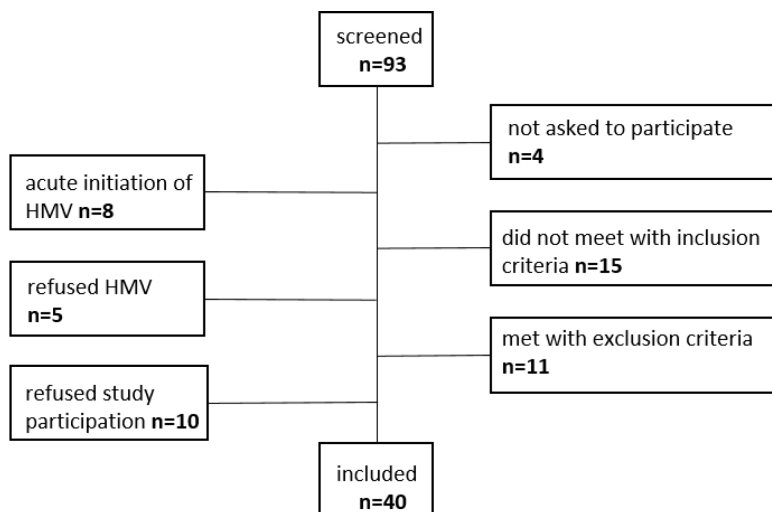 screened
n=93
not asked to participate
n=4
acute initiation of
HMV n=8
did not meet with inclusion
criteria n=15
refused HMV
n=5
met with exclusion criteria
n=11
refused study
participation n=10
included
n=40